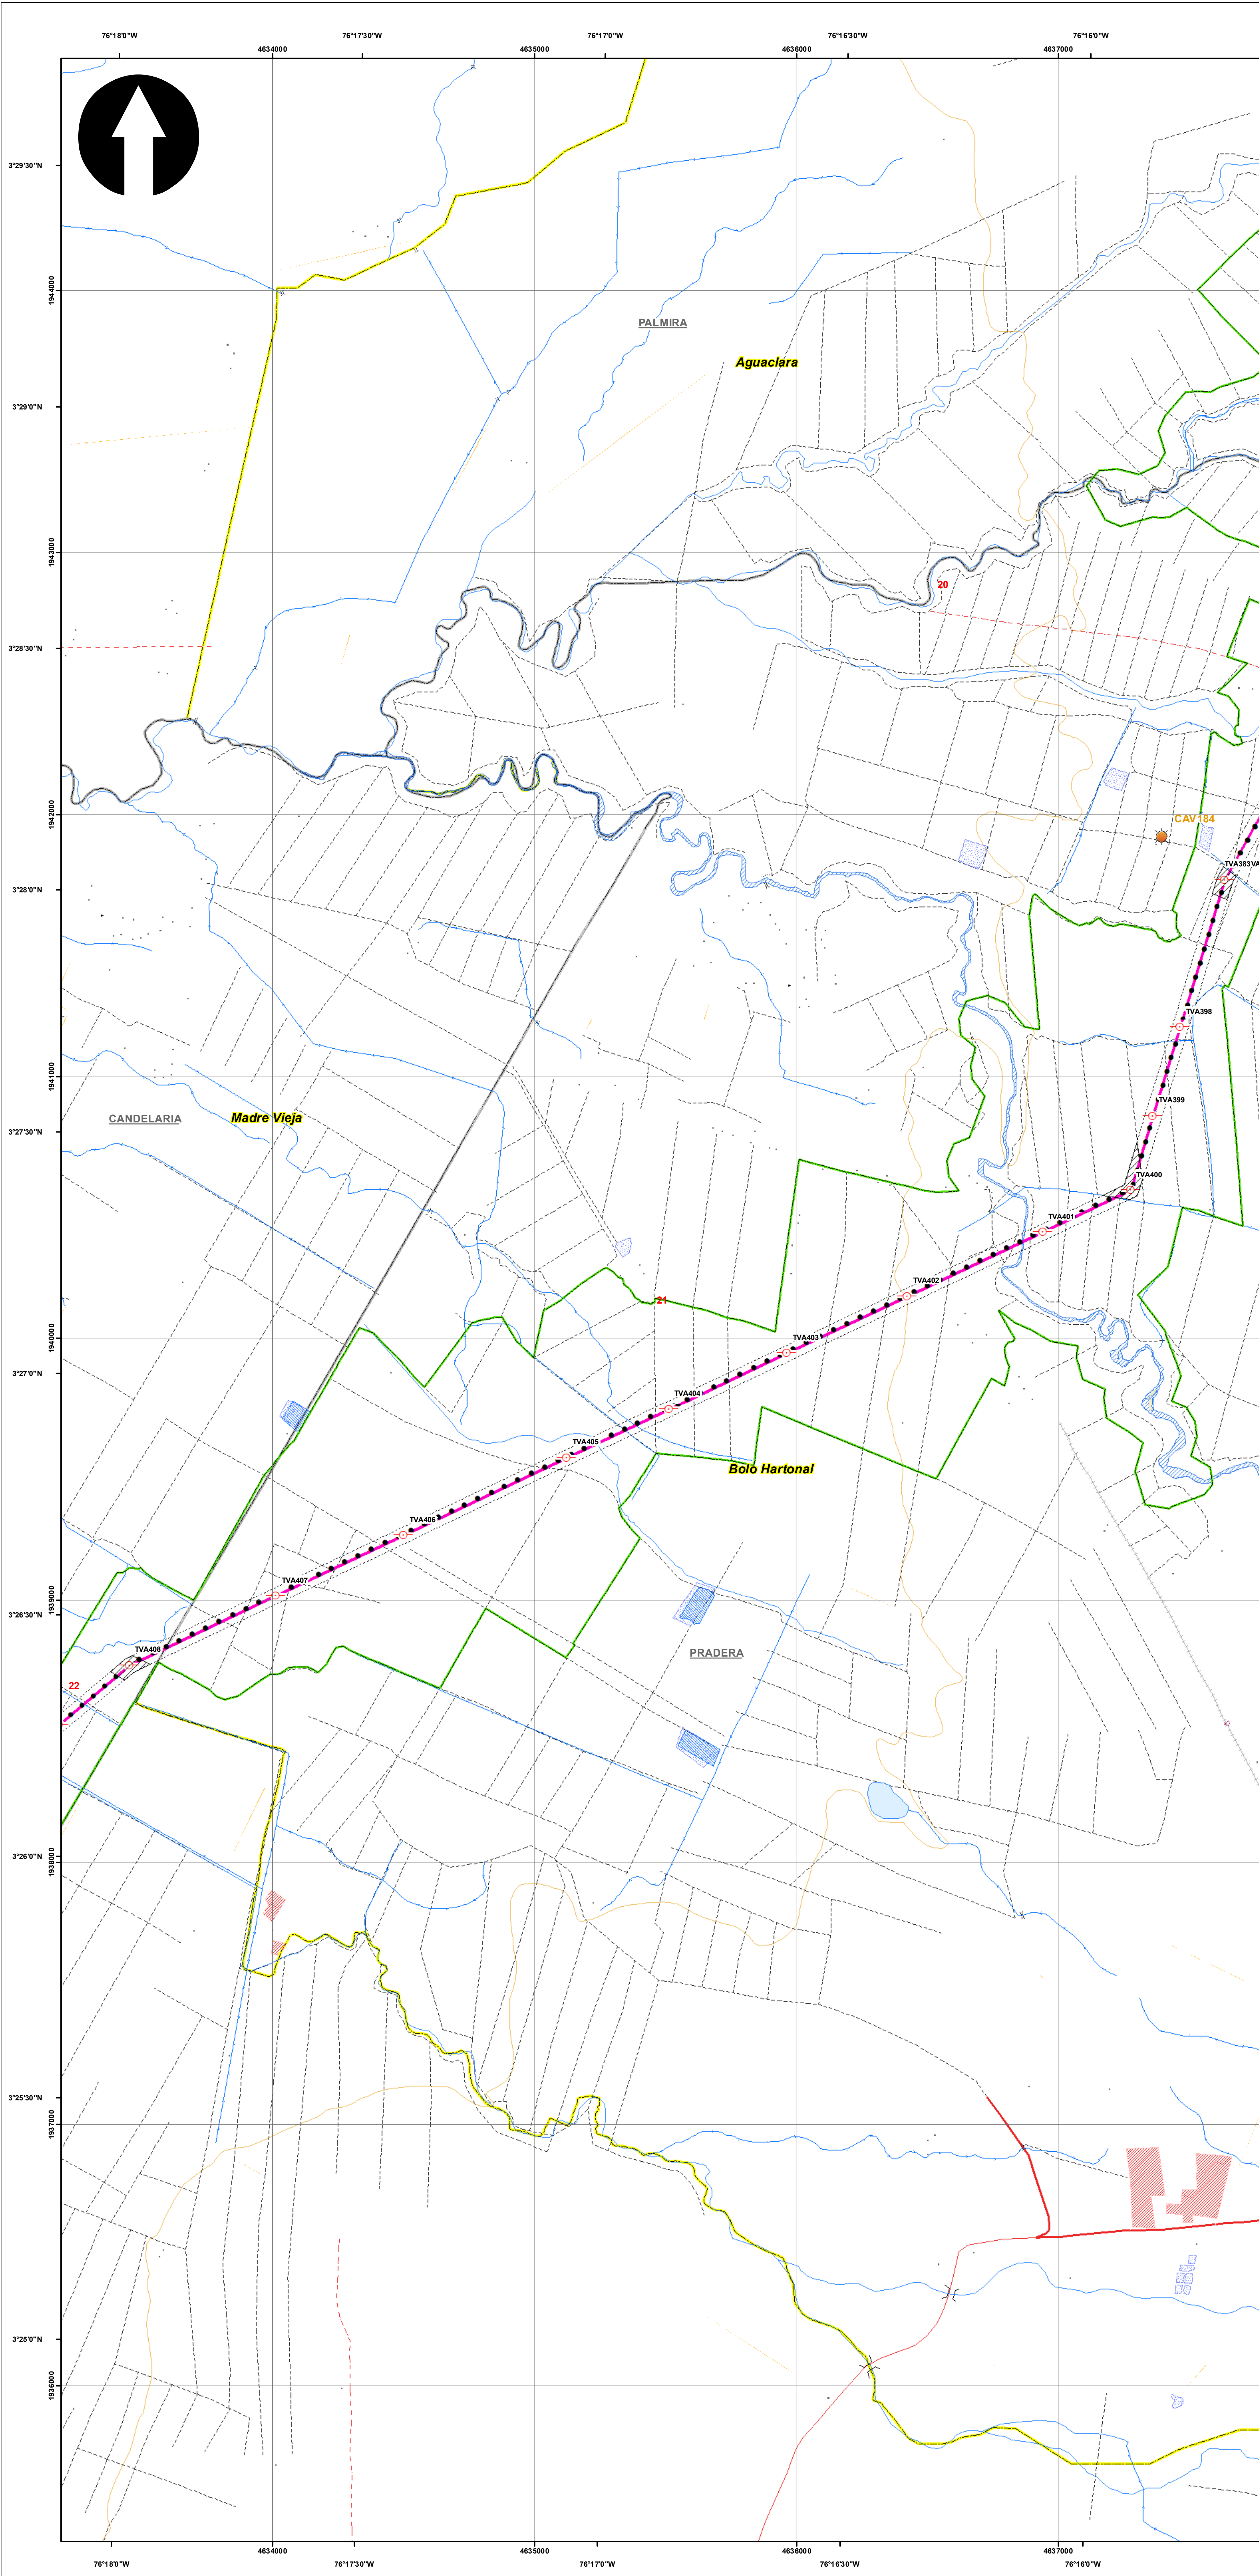 76°18'0"W 76°17'30"W 76°17'0"W 76°16'30"W 76°16'0"W
4634000 4635000 4636000 4637000
3°29'30"N
1944000
PALMIRA
Aguaclara
3°29'0"N
1943000
20
3°28'30"N
1942000
CAV184
TVA383VA
3°28'0"N
TVA398
1941000
TVA399
CANDELARIA
Madre Vieja
3°27'30"N
TVA400
TVA401
TVA402
21
1940000
TVA403
3°27'0"N
TVA404
TVA405
Bolo Hartonal
TVA406
TVA407
1939000
3°26'30"N
TVA408
PRADERA
22
3°26'0"N
1938000
3°25'30"N
1937000
3°25'0"N
1936000
4634000 4635000 4636000 4637000
76°18'0"W 76°17'30"W 76°17'0"W 76°16'30"W 76°16'0"W